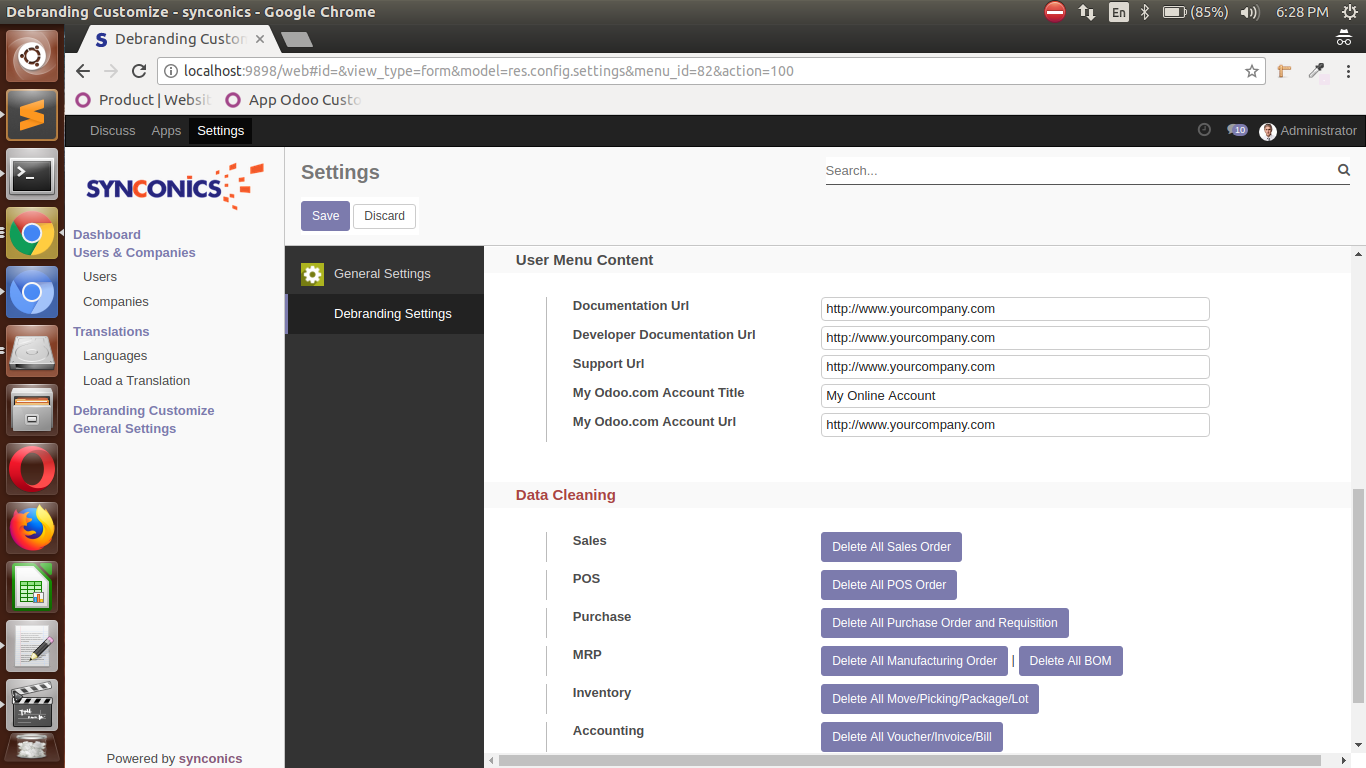 Debranding Customize - synconics - Google Chrome
En
(85%)
6:28 PM
Debranding Custon
localhost:9898/web#id=&view_type=form&model=res.config.settings&menu_id=82&action=100
Product | Websit
App Odoo Custo
Discuss Apps Settings
10
Administrator
SYNCONICS
Settings
Search...
Save Discard
Dashboard
Users & Companies
Users
Companies
Translations
Languages
Load a Translation
Debranding Customize
General Settings
Powered by synconics
General Settings
Debranding Settings
User Menu Content
Documentation Url http://www.yourcompany.com
Developer Documentation Url http://www.yourcompany.com
Support Url http://www.yourcompany.com
My Odoo.com Account Title My Online Account
My Odoo.com Account Url http://www.yourcompany.com
Data Cleaning
Sales Delete All Sales Order
POS Delete All POS Order
Purchase Delete All Purchase Order and Requisition
MRP Delete All Manufacturing Order | Delete All BOM
Inventory Delete All Move/Picking/Package/Lot
Accounting Delete All Voucher/Invoice/Bill